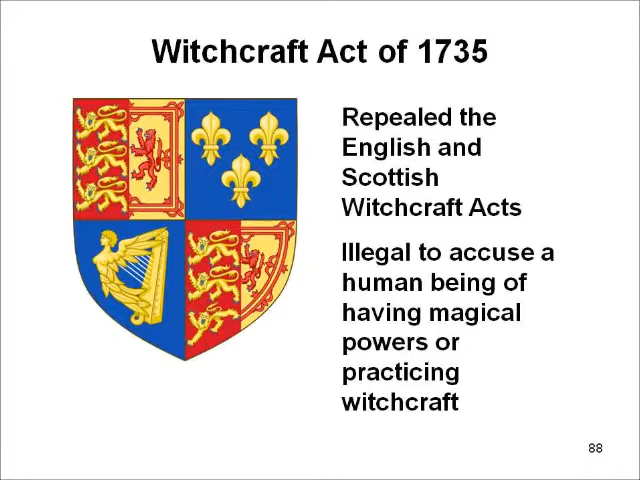 Witchcraft Act of 1735
Repealed the
English and
Scottish
Witchcraft Acts
Illegal to accuse a
human being of
having magical
powers or
practicing
witchcraft
88